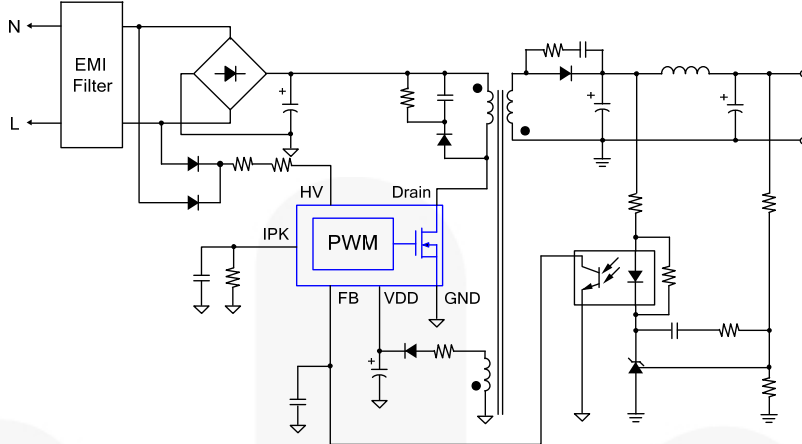 N
EMI
Filter
L
HV
Drain
IPK
PWM
FB
VDD
GND
+
+
+
+